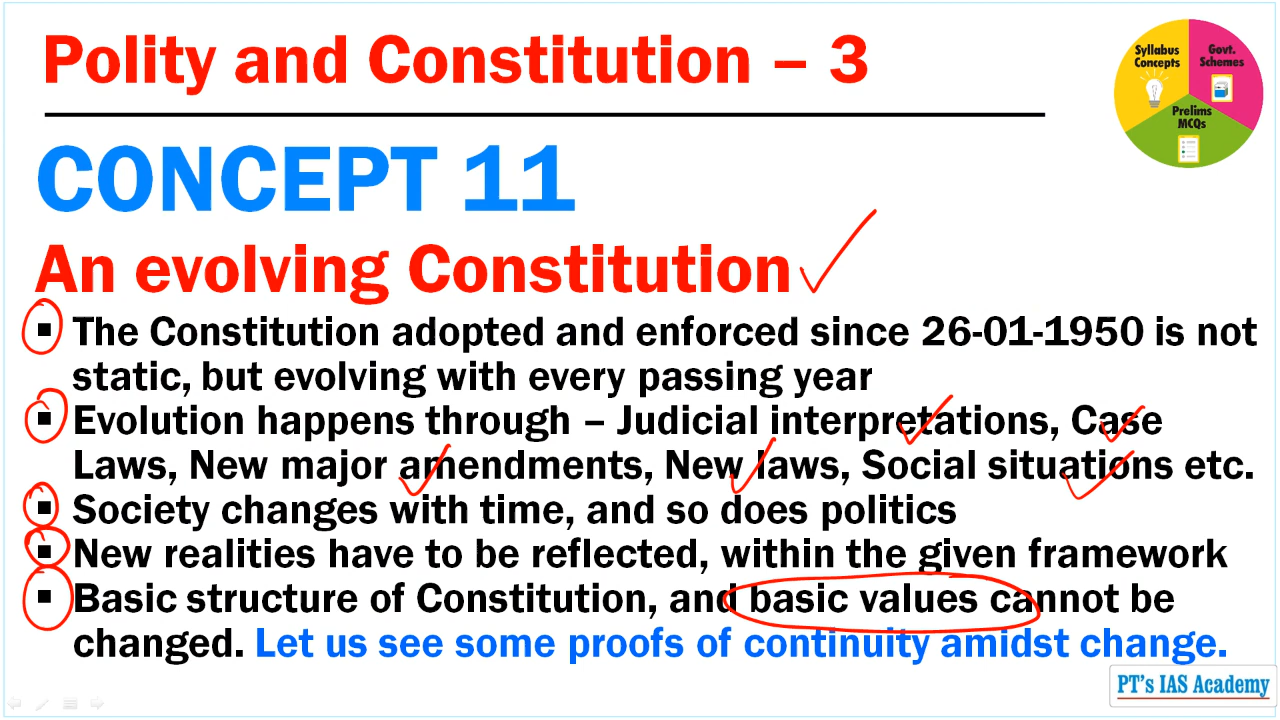 Polity and Constitution – 3
Syllabus
Concepts
Govt.
Schemes
Prelims
MCQs
CONCEPT 11
An evolving Constitution
▪ The Constitution adopted and enforced since 26-01-1950 is not
static, but evolving with every passing year
▪ Evolution happens through – Judicial interpretations, Case
Laws, New major amendments, New laws, Social situations etc.
▪ Society changes with time, and so does politics
▪ New realities have to be reflected, within the given framework
▪ Basic structure of Constitution, and basic values cannot be
changed. Let us see some proofs of continuity amidst change.
PT's IAS Academy